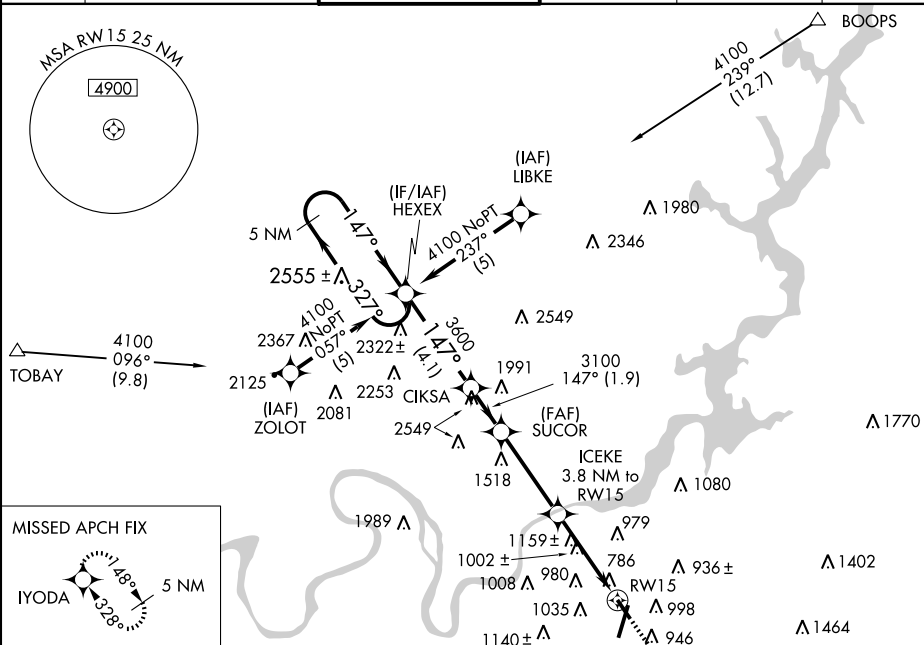 MSA RW15 25 NM
4900
BOOPS
4100
239°
(12.7)
(IAF)
LIBKE
(IF/IAF)
HEXEX
1980
2346
4100 NoPT
237°
(5)
5 NM
147°
2555 ±
327°
4100
NoPT
057°
(5)
2367
2322 ±
2549
3600
147°
(4.1)
4100
096°
(9.8)
TOBAY
2125
(IAF)
ZOLOT
2081
2253
CIKSA
1991
3100
147° (1.9)
(FAF)
SUCOR
2549
1518
1770
ICEKE
3.8 NM to
RW15
1080
1989
1159 ±
979
1002 ±
786
1008
980
936 ±
1402
RW15
1035
998
1140 ±
946
1464
MISSED APCH FIX
IYODA
148°
328°
5 NM